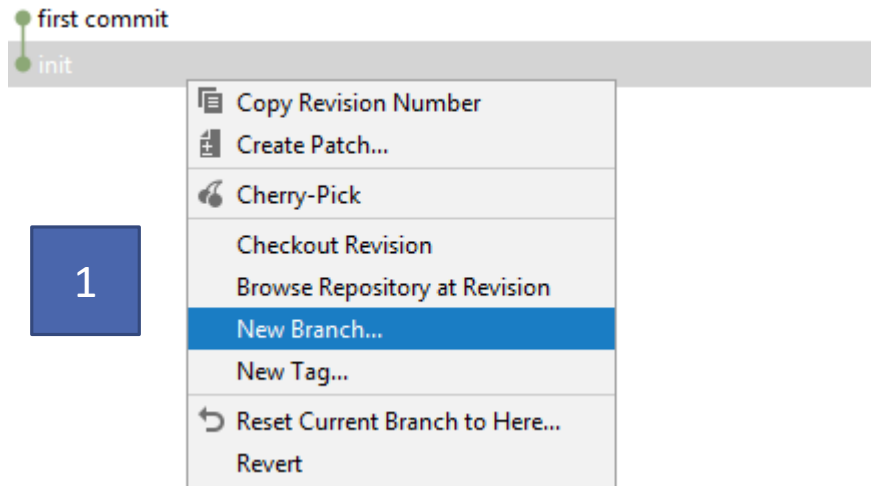 first commit
init
Copy Revision Number
Create Patch...
Cherry-Pick
Checkout Revision
Browse Repository at Revision
1
New Branch...
New Tag...
Reset Current Branch to Here...
Revert